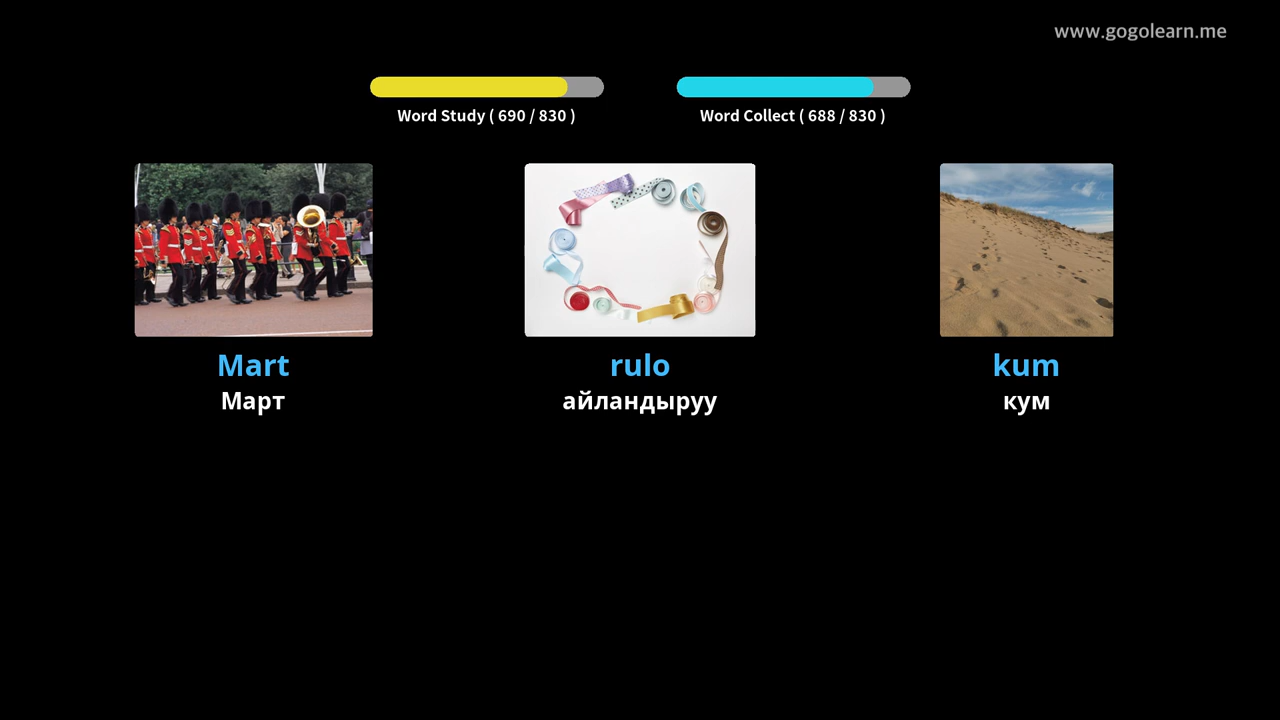 www.gogolearn.me
Word Study ( 690 / 830 )
Word Collect ( 688 / 830 )
Mart
Март
rulo
айландыруу
kum
кум